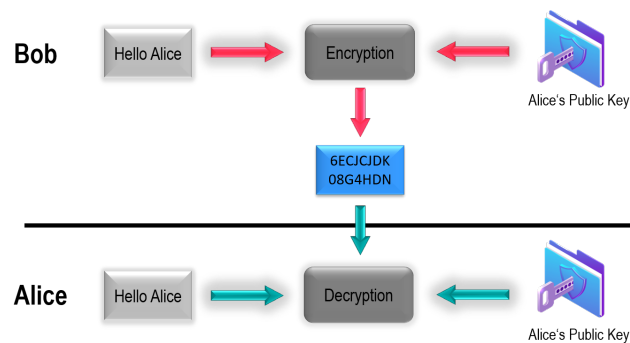 Bob
Hello Alice
Encryption
Alice's Public Key
6ECJCJDK
08G4HDN
Alice
Hello Alice
Decryption
Alice's Public Key